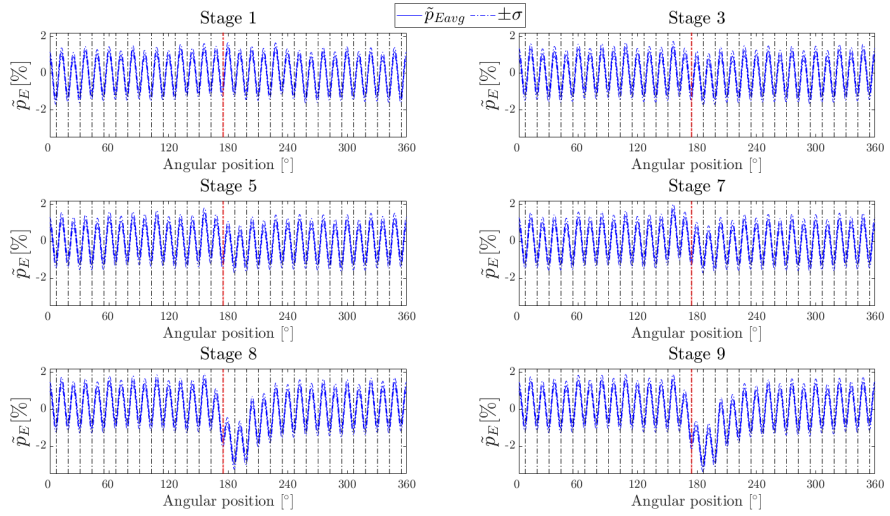 p̃Eavg ±σ
Stage 1 Stage 3
2 2
0 0
-2 -2
p̃E[%] p̃E[%]
0 60 120 180 240 300 360 0 60 120 180 240 300 360
Angular position [°] Angular position [°]
Stage 5 Stage 7
2 2
0 0
-2 -2
p̃E[%] p̃E[%]
0 60 120 180 240 300 360 0 60 120 180 240 300 360
Angular position [°] Angular position [°]
Stage 8 Stage 9
2 2
0 0
-2 -2
p̃E[%] p̃E[%]
0 60 120 180 240 300 360 0 60 120 180 240 300 360
Angular position [°] Angular position [°]